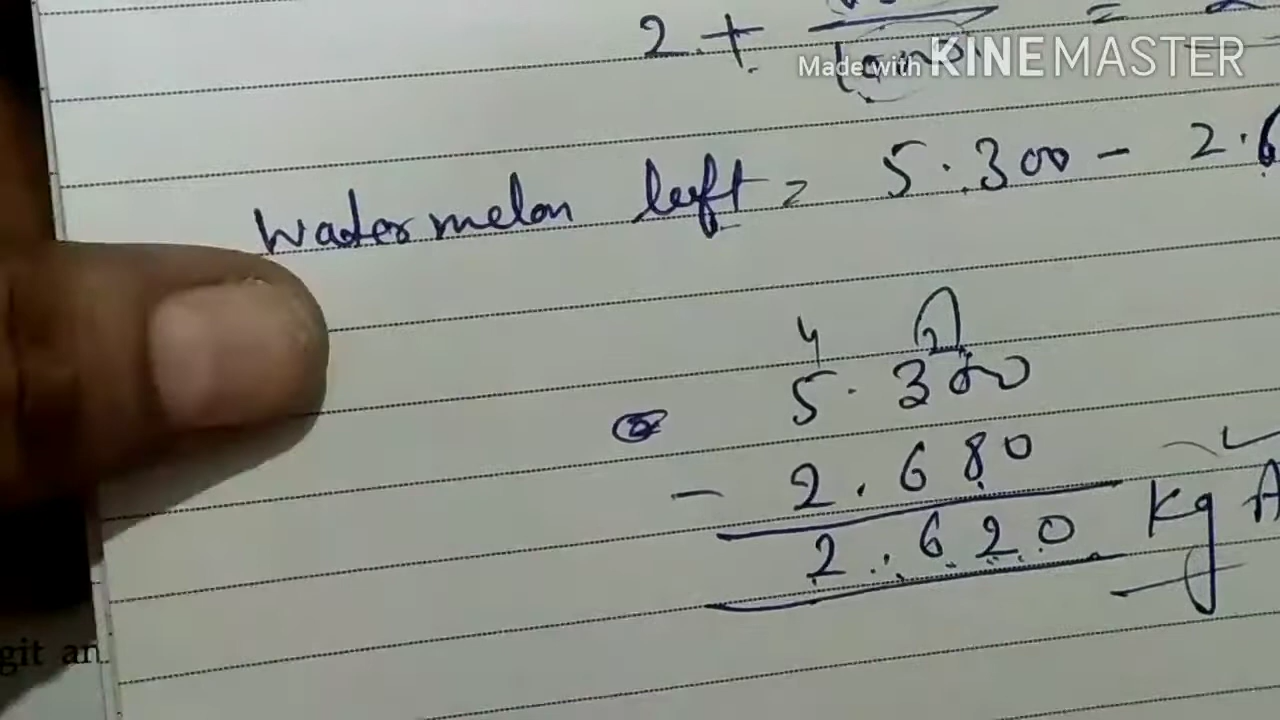 2 + =
Made with KINEMASTER
Watermelon left = 5.300 - 2.6
4 2
5.300
- 2.680
2.620 kg A
git an